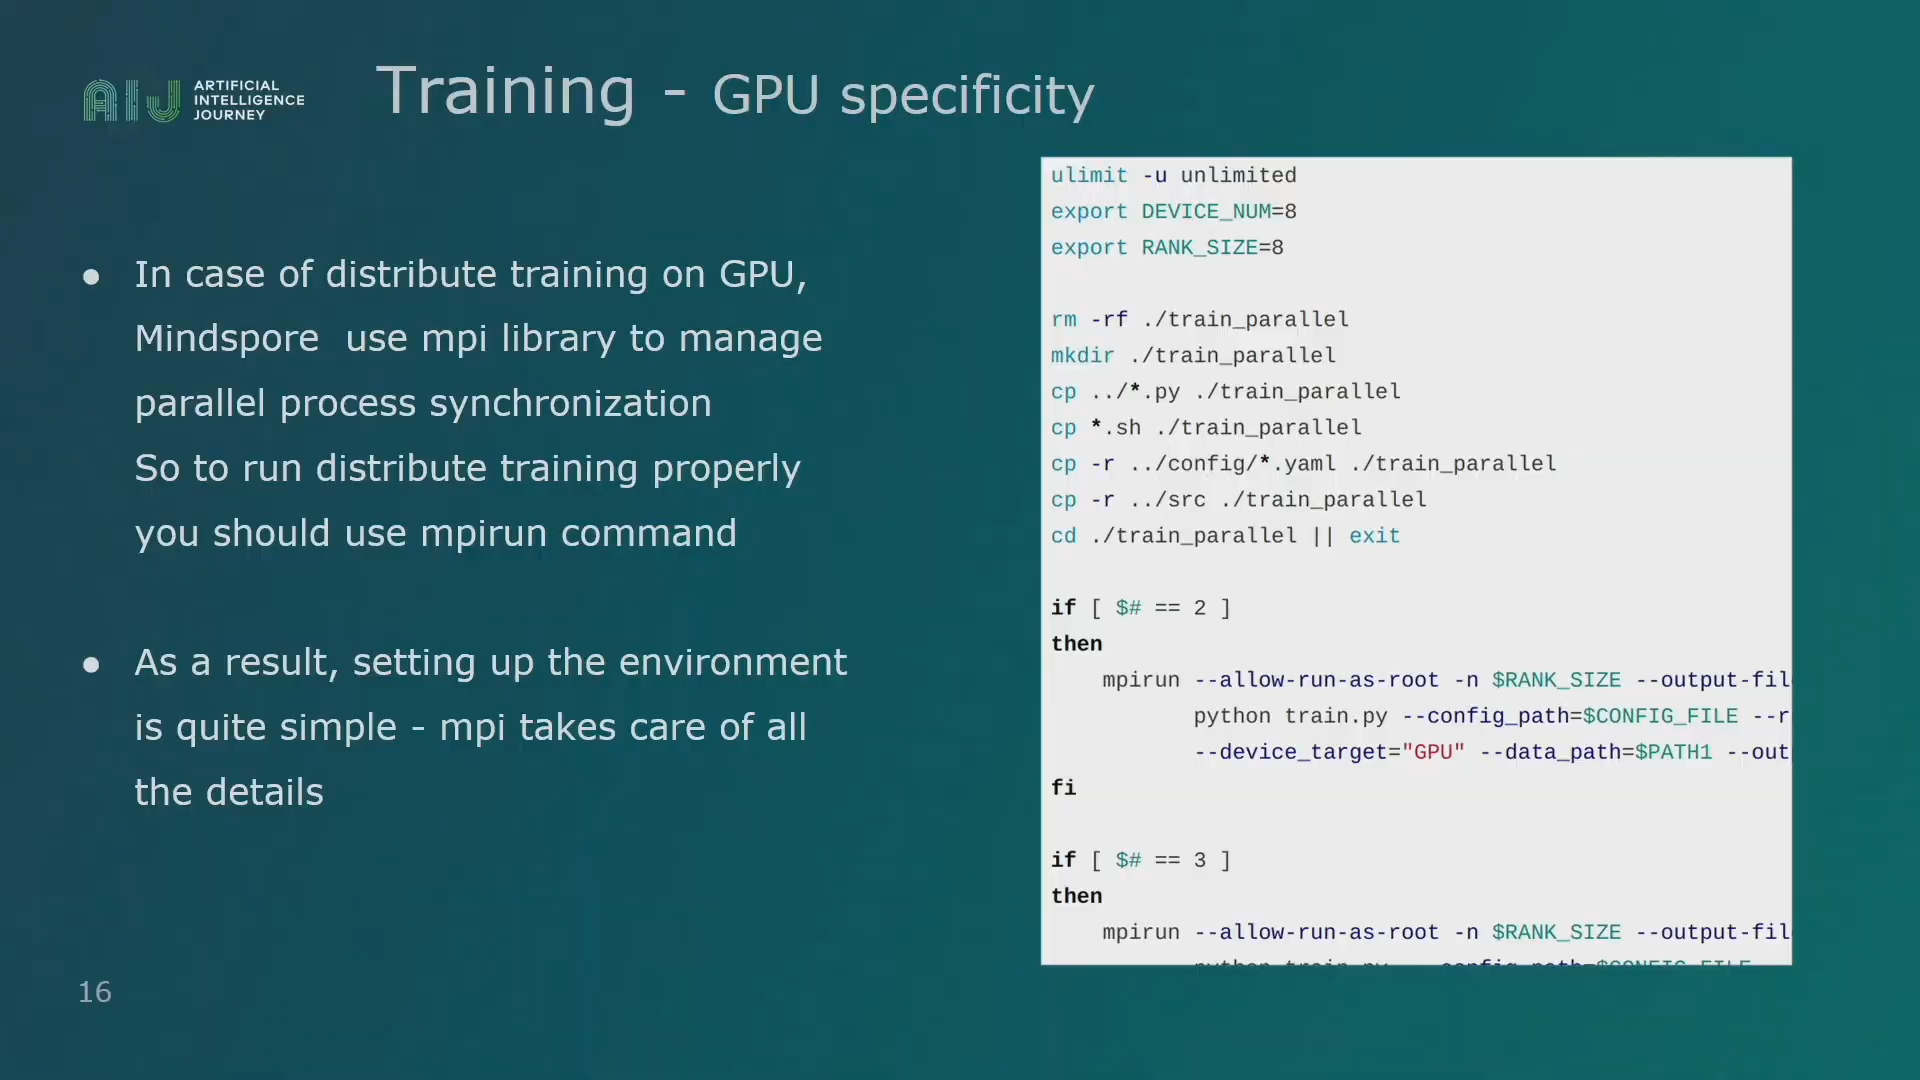 AIJ
ARTIFICIAL
INTELLIGENCE
JOURNEY
Training - GPU specificity
● In case of distribute training on GPU,
Mindspore  use mpi library to manage
parallel process synchronization
So to run distribute training properly
you should use mpirun command
● As a result, setting up the environment
is quite simple - mpi takes care of all
the details
16
ulimit -u unlimited
export DEVICE_NUM=8
export RANK_SIZE=8
rm -rf ./train_parallel
mkdir ./train_parallel
cp ../*.py ./train_parallel
cp *.sh ./train_parallel
cp -r ../config/*.yaml ./train_parallel
cp -r ../src ./train_parallel
cd ./train_parallel || exit
if [ $# == 2 ]
then
mpirun --allow-run-as-root -n $RANK_SIZE --output-fil
python train.py --config_path=$CONFIG_FILE --r
--device_target="GPU" --data_path=$PATH1 --out
fi
if [ $# == 3 ]
then
mpirun --allow-run-as-root -n $RANK_SIZE --output-fil